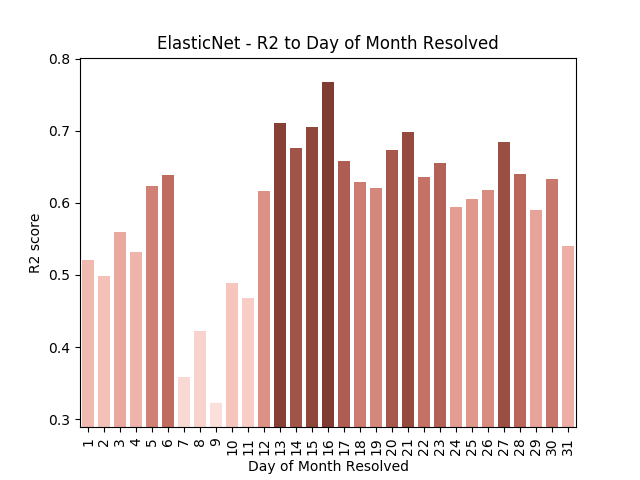 ElasticNet - R2 to Day of Month Resolved
R2 score
0.8
0.7
0.6
0.5
0.4
0.3
1 2 3 4 5 6 7 8 9 10 11 12 13 14 15 16 17 18 19 20 21 22 23 24 25 26 27 28 29 30 31
Day of Month Resolved